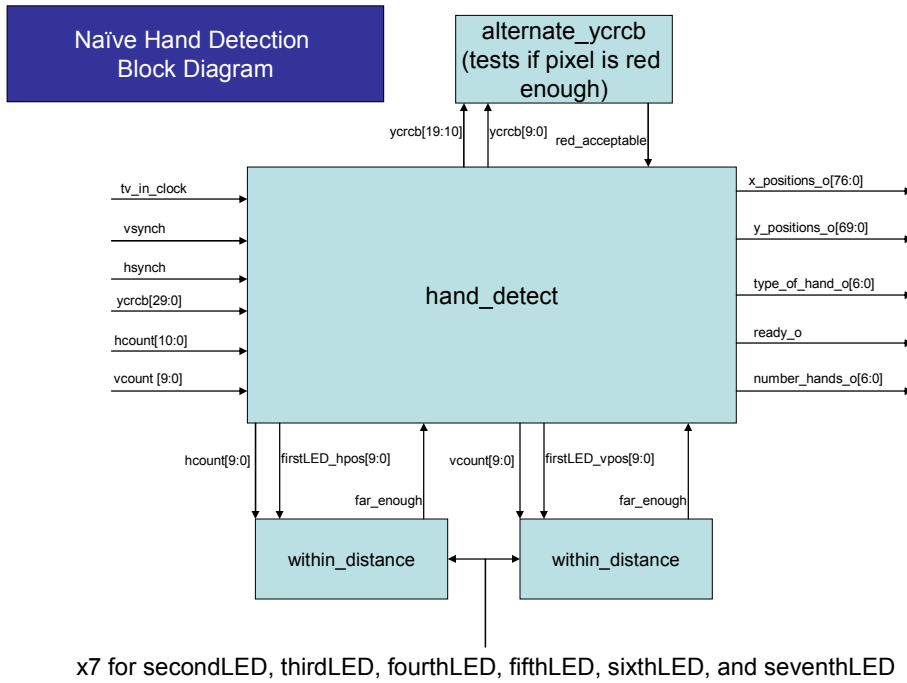 Naïve Hand Detection
Block Diagram
alternate_ycrcb
(tests if pixel is red
enough)
ycrcb[19:10]
ycrcb[9:0]
red_acceptable
tv_in_clock
vsynch
hsynch
ycrcb[29:0]
hcount[10:0]
vcount [9:0]
hand_detect
x_positions_o[76:0]
y_positions_o[69:0]
type_of_hand_o[6:0]
ready_o
number_hands_o[6:0]
hcount[9:0]
firstLED_hpos[9:0]
far_enough
vcount[9:0]
firstLED_vpos[9:0]
far_enough
within_distance
within_distance
x7 for secondLED, thirdLED, fourthLED, fifthLED, sixthLED, and seventhLED